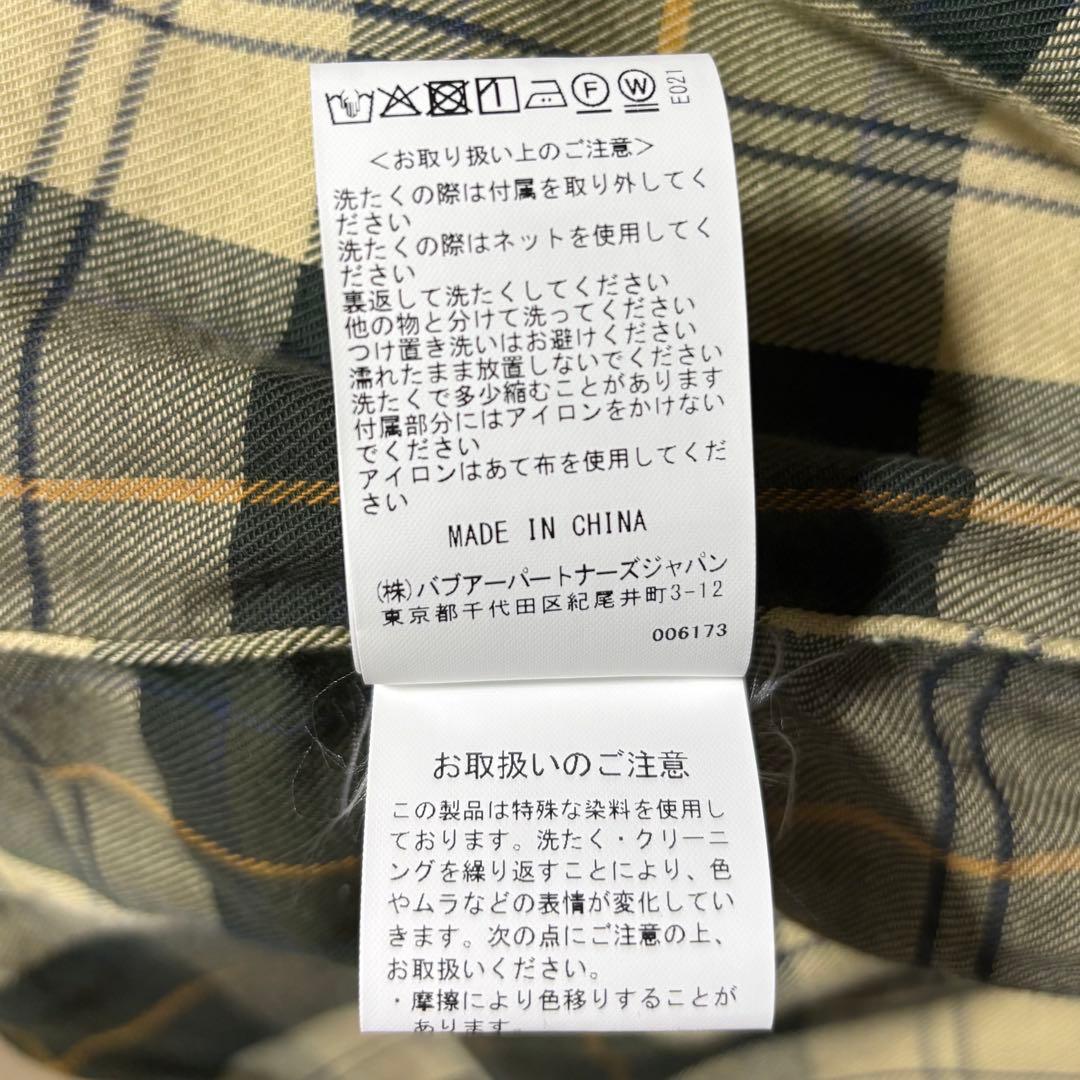 F W E021
<お取り扱い上のご注意>
洗たくの際は付属を取り外してく
ださい
洗たくの際はネットを使用してく
ださい
裏返して洗たくしてください
他の物と分けて洗ってください
つけ置き洗いはお避けください
濡れたまま放置しないでください
洗たくで多少縮むことがあります
付属部分にはアイロンをかけない
でください
アイロンはあて布を使用してくだ
さい
MADE IN CHINA
(株)バブアーパートナーズジャパン
東京都千代田区紀尾井町3-12
006173
お取扱いのご注意
この製品は特殊な染料を使用し
ております。洗たく・クリーニ
ングを繰り返すことにより、色
やムラなどの表情が変化してい
きます。次の点にご注意の上、
お取扱いください。
・摩擦により色移りすることが
あります